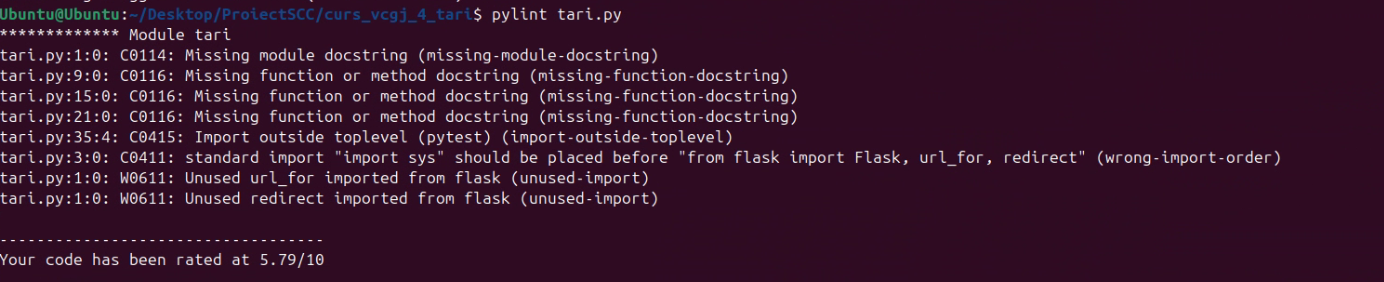 Ubuntu@Ubuntu:~/Desktop/ProiectSCC/curs_vcgj_4_tari$ pylint tari.py
************* Module tari
tari.py:1:0: C0114: Missing module docstring (missing-module-docstring)
tari.py:9:0: C0116: Missing function or method docstring (missing-function-docstring)
tari.py:15:0: C0116: Missing function or method docstring (missing-function-docstring)
tari.py:21:0: C0116: Missing function or method docstring (missing-function-docstring)
tari.py:35:4: C0415: Import outside toplevel (pytest) (import-outside-toplevel)
tari.py:3:0: C0411: standard import "import sys" should be placed before "from flask import Flask, url_for, redirect" (wrong-import-order)
tari.py:1:0: W0611: Unused url_for imported from flask (unused-import)
tari.py:1:0: W0611: Unused redirect imported from flask (unused-import)
-----------------------------------
Your code has been rated at 5.79/10